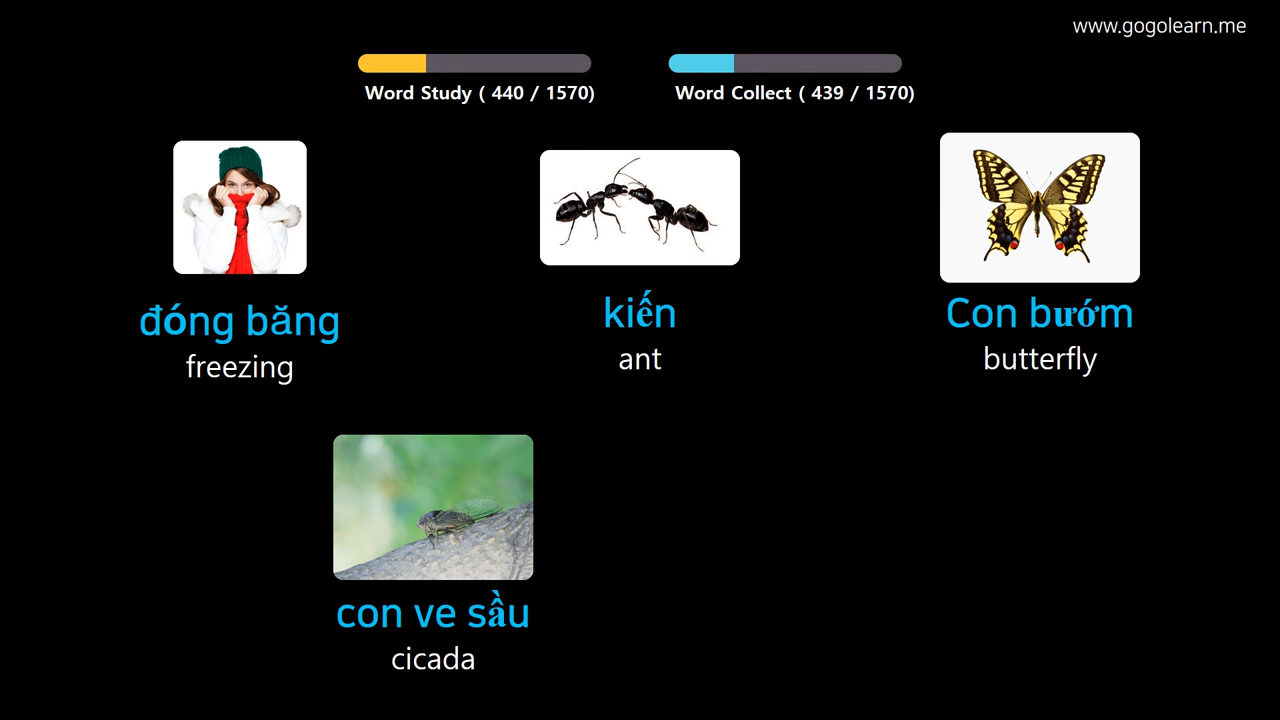 www.gogolearn.me
Word Study ( 440 / 1570)
Word Collect ( 439 / 1570)
đóng băng
freezing
kiến
ant
Con bướm
butterfly
con ve sầu
cicada